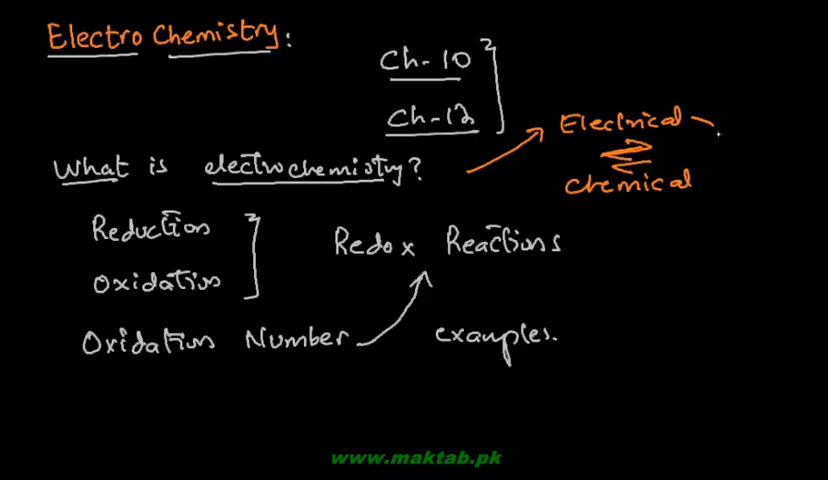 Electro Chemistry:
Ch-10
Ch-12
Electrical
Chemical
What is electrochemistry?
Reduction
Oxidation
Redox Reactions
Oxidation Number
examples.
www.maktab.pk